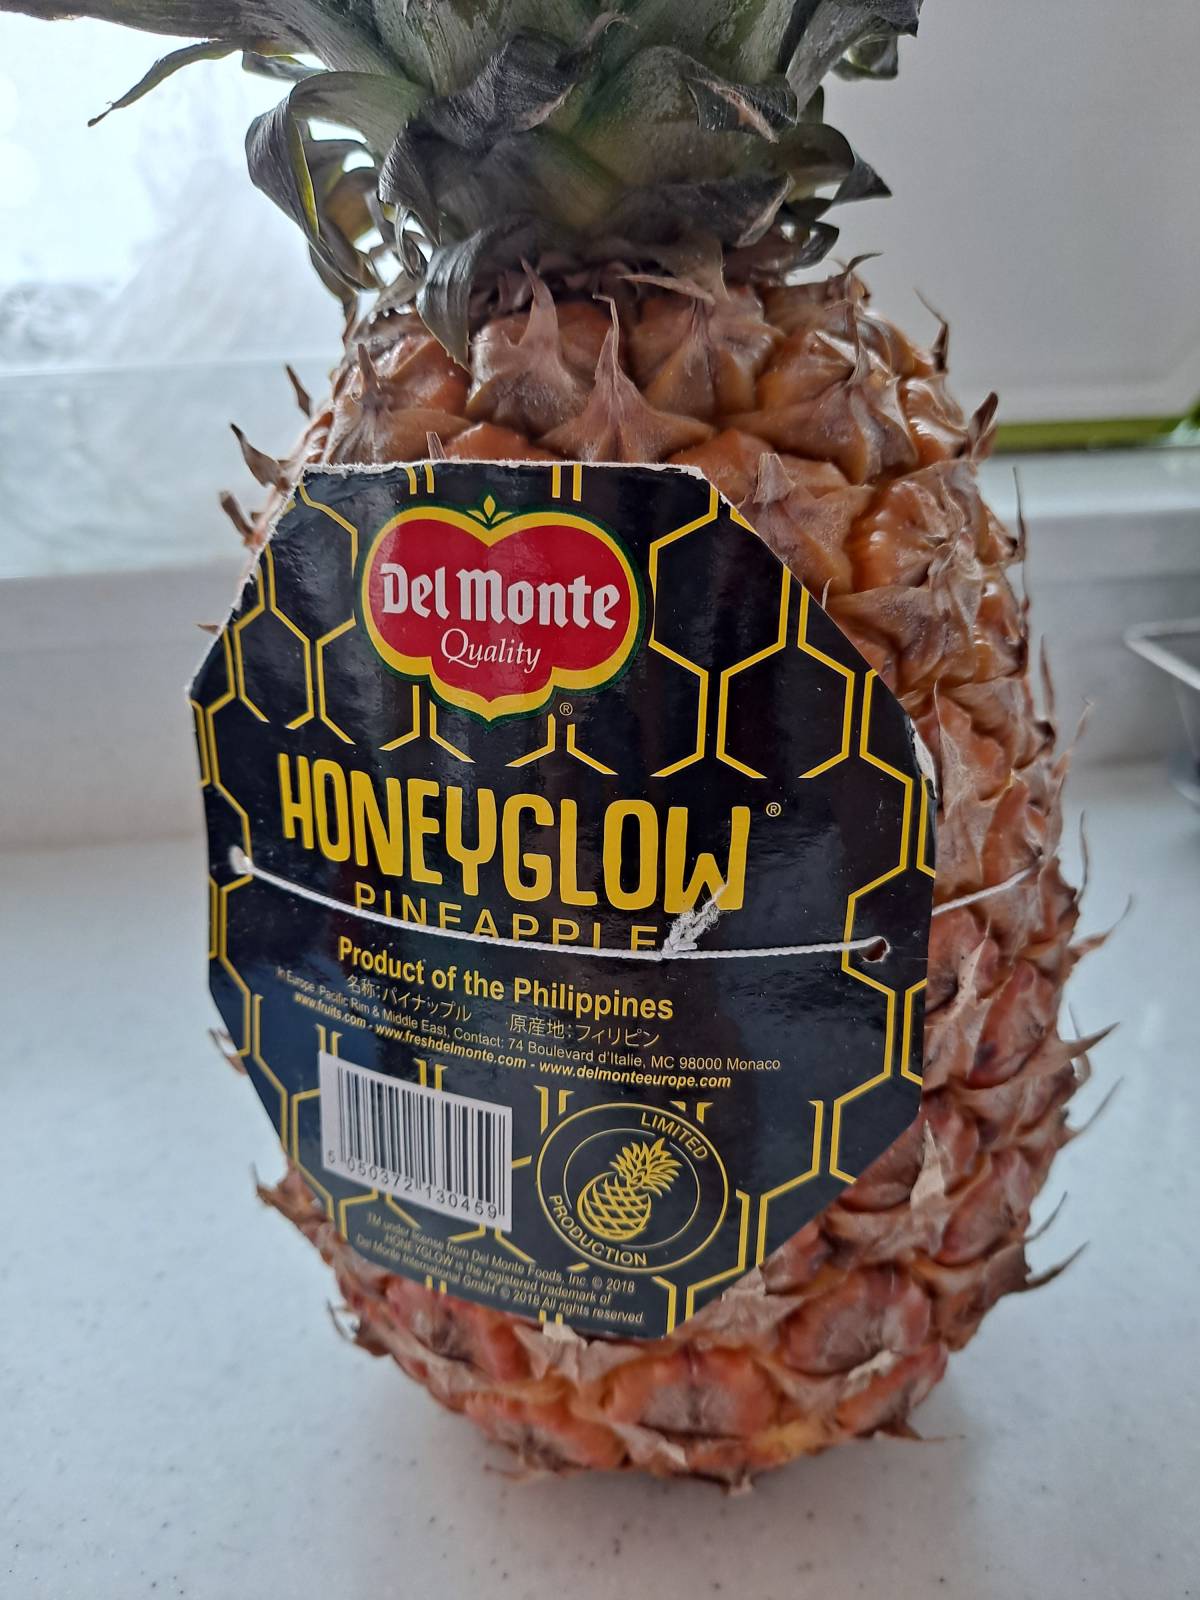 Del Monte
Quality
®
HONEYGLOW®
PINEAPPLE
Product of the Philippines
名称:パイナップル 原産地:フィリピン
In Europe, Pacific Rim & Middle East, Contact: 74 Boulevard d'Italie, MC 98000 Monaco
www.fruits.com - www.freshdelmonte.com - www.delmonteeurope.com
5 050372 130459
LIMITED
PRODUCTION
TM under license from Del Monte Foods, Inc. © 2018
HONEYGLOW is the registered trademark of
Del Monte International GmbH © 2018 All rights reserved.